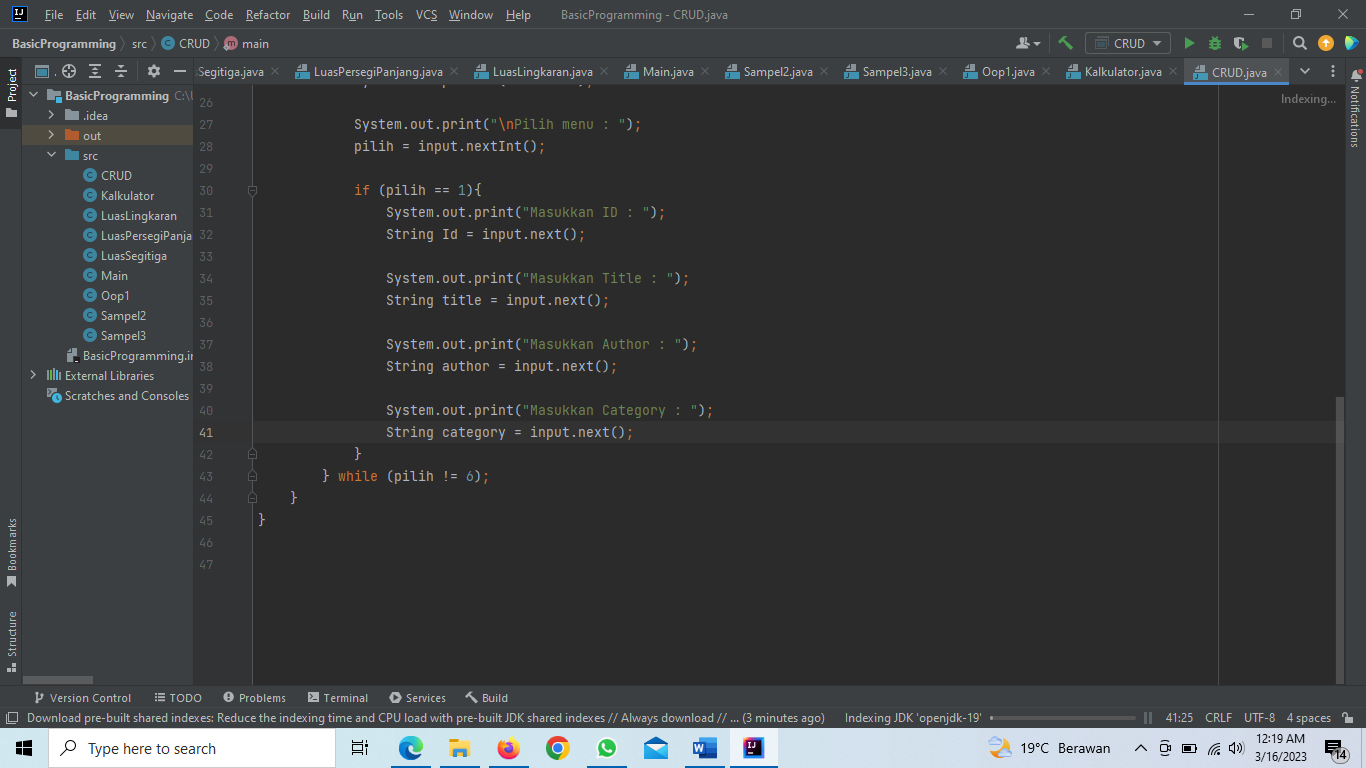 File Edit View Navigate Code Refactor Build Run Tools VCS Window Help BasicProgramming - CRUD.java
BasicProgramming src CRUD main CRUD
Project Segitiga.java LuasPersegiPanjang.java LuasLingkaran.java Main.java Sampel2.java Sampel3.java Oop1.java Kalkulator.java CRUD.java
Notifications
Indexing...
BasicProgramming C:\
.idea
out
src
CRUD
Kalkulator
LuasLingkaran
LuasPersegiPanja
LuasSegitiga
Main
Oop1
Sampel2
Sampel3
BasicProgramming.i
External Libraries
Scratches and Consoles
26
27 System.out.print("\nPilih menu : ");
28 pilih = input.nextInt();
29
30 if (pilih == 1){
31 System.out.print("Masukkan ID : ");
32 String Id = input.next();
33
34 System.out.print("Masukkan Title : ");
35 String title = input.next();
36
37 System.out.print("Masukkan Author : ");
38 String author = input.next();
39
40 System.out.print("Masukkan Category : ");
41 String category = input.next();
42 }
43 } while (pilih != 6);
44 }
45 }
46
47
Bookmarks
Structure
Version Control TODO Problems Terminal Services Build
Download pre-built shared indexes: Reduce the indexing time and CPU load with pre-built JDK shared indexes // Always download // ... (3 minutes ago) Indexing JDK 'openjdk-19' 41:25 CRLF UTF-8 4 spaces
Type here to search 19°C Berawan 12:19 AM
3/16/2023 14